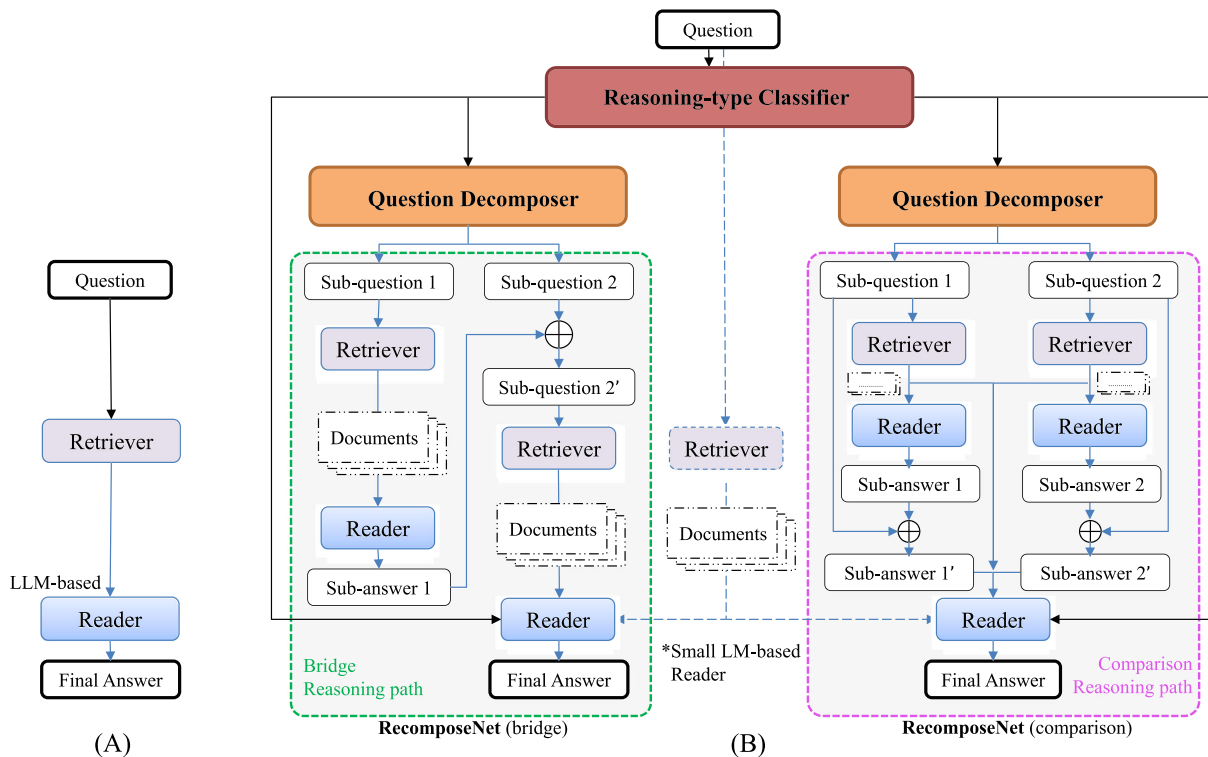 Question
Retriever
LLM-based
Reader
Final Answer
(A)
Question
Reasoning-type Classifier
Question Decomposer
Sub-question 1
Sub-question 2
Retriever
Sub-question 2′
Documents
Retriever
Reader
Documents
Sub-answer 1
Reader
Bridge
Reasoning path
Final Answer
RecomposeNet (bridge)
Retriever
Documents
*Small LM-based
Reader
(B)
Question Decomposer
Sub-question 1
Sub-question 2
Retriever
Retriever
........
........
Reader
Reader
Sub-answer 1
Sub-answer 2
Sub-answer 1′
Sub-answer 2′
Reader
Comparison
Reasoning path
Final Answer
RecomposeNet (comparison)